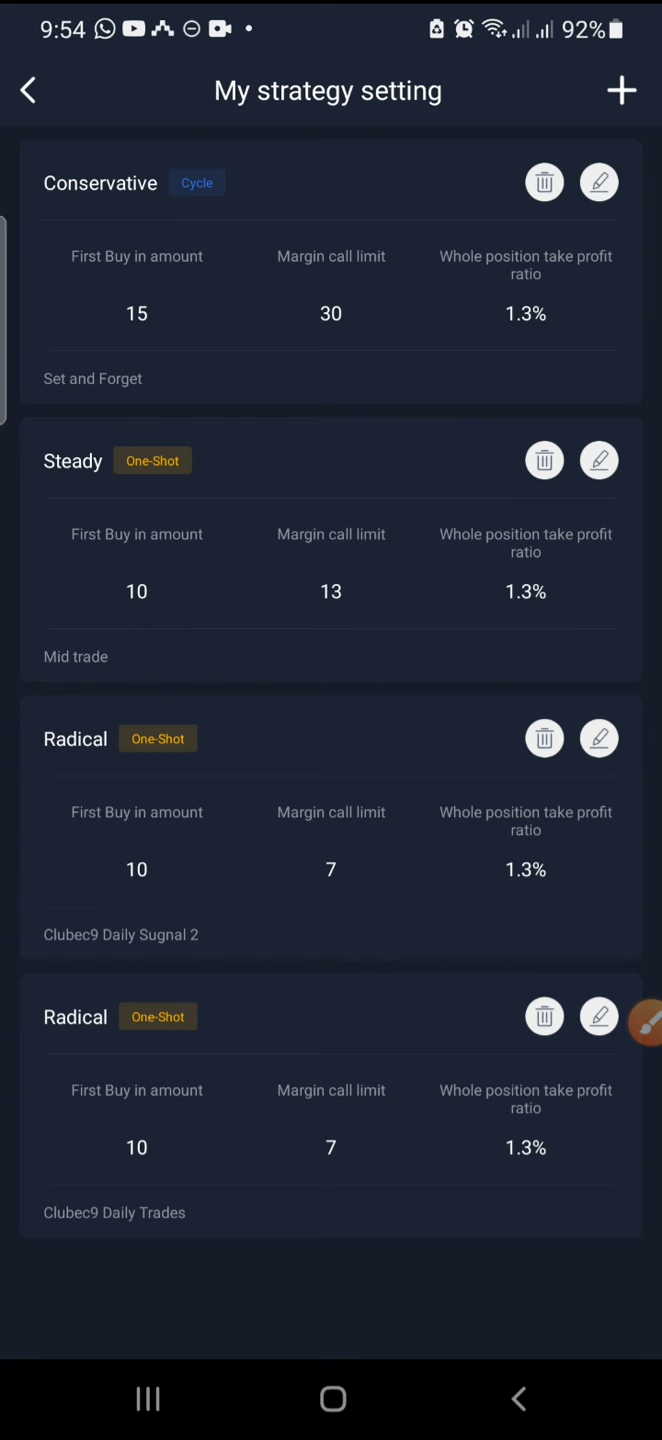 9:54
92%
My strategy setting
Conservative Cycle
First Buy in amount Margin call limit Whole position take profit
ratio
15 30 1.3%
Set and Forget
Steady One-Shot
First Buy in amount Margin call limit Whole position take profit
ratio
10 13 1.3%
Mid trade
Radical One-Shot
First Buy in amount Margin call limit Whole position take profit
ratio
10 7 1.3%
Clubec9 Daily Sugnal 2
Radical One-Shot
First Buy in amount Margin call limit Whole position take profit
ratio
10 7 1.3%
Clubec9 Daily Trades